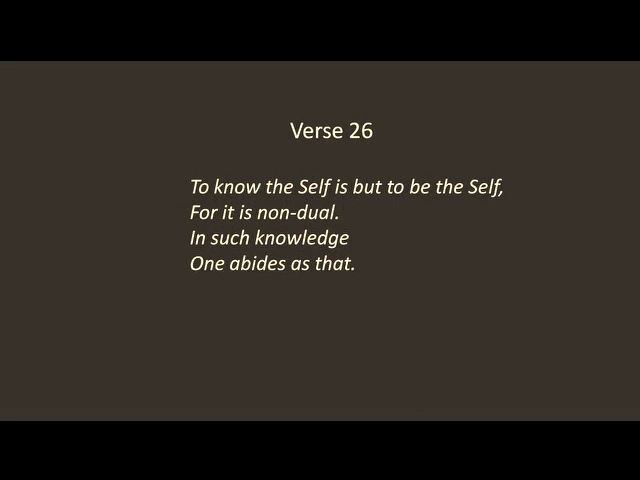 Verse 26
To know the Self is but to be the Self,
For it is non-dual.
In such knowledge
One abides as that.